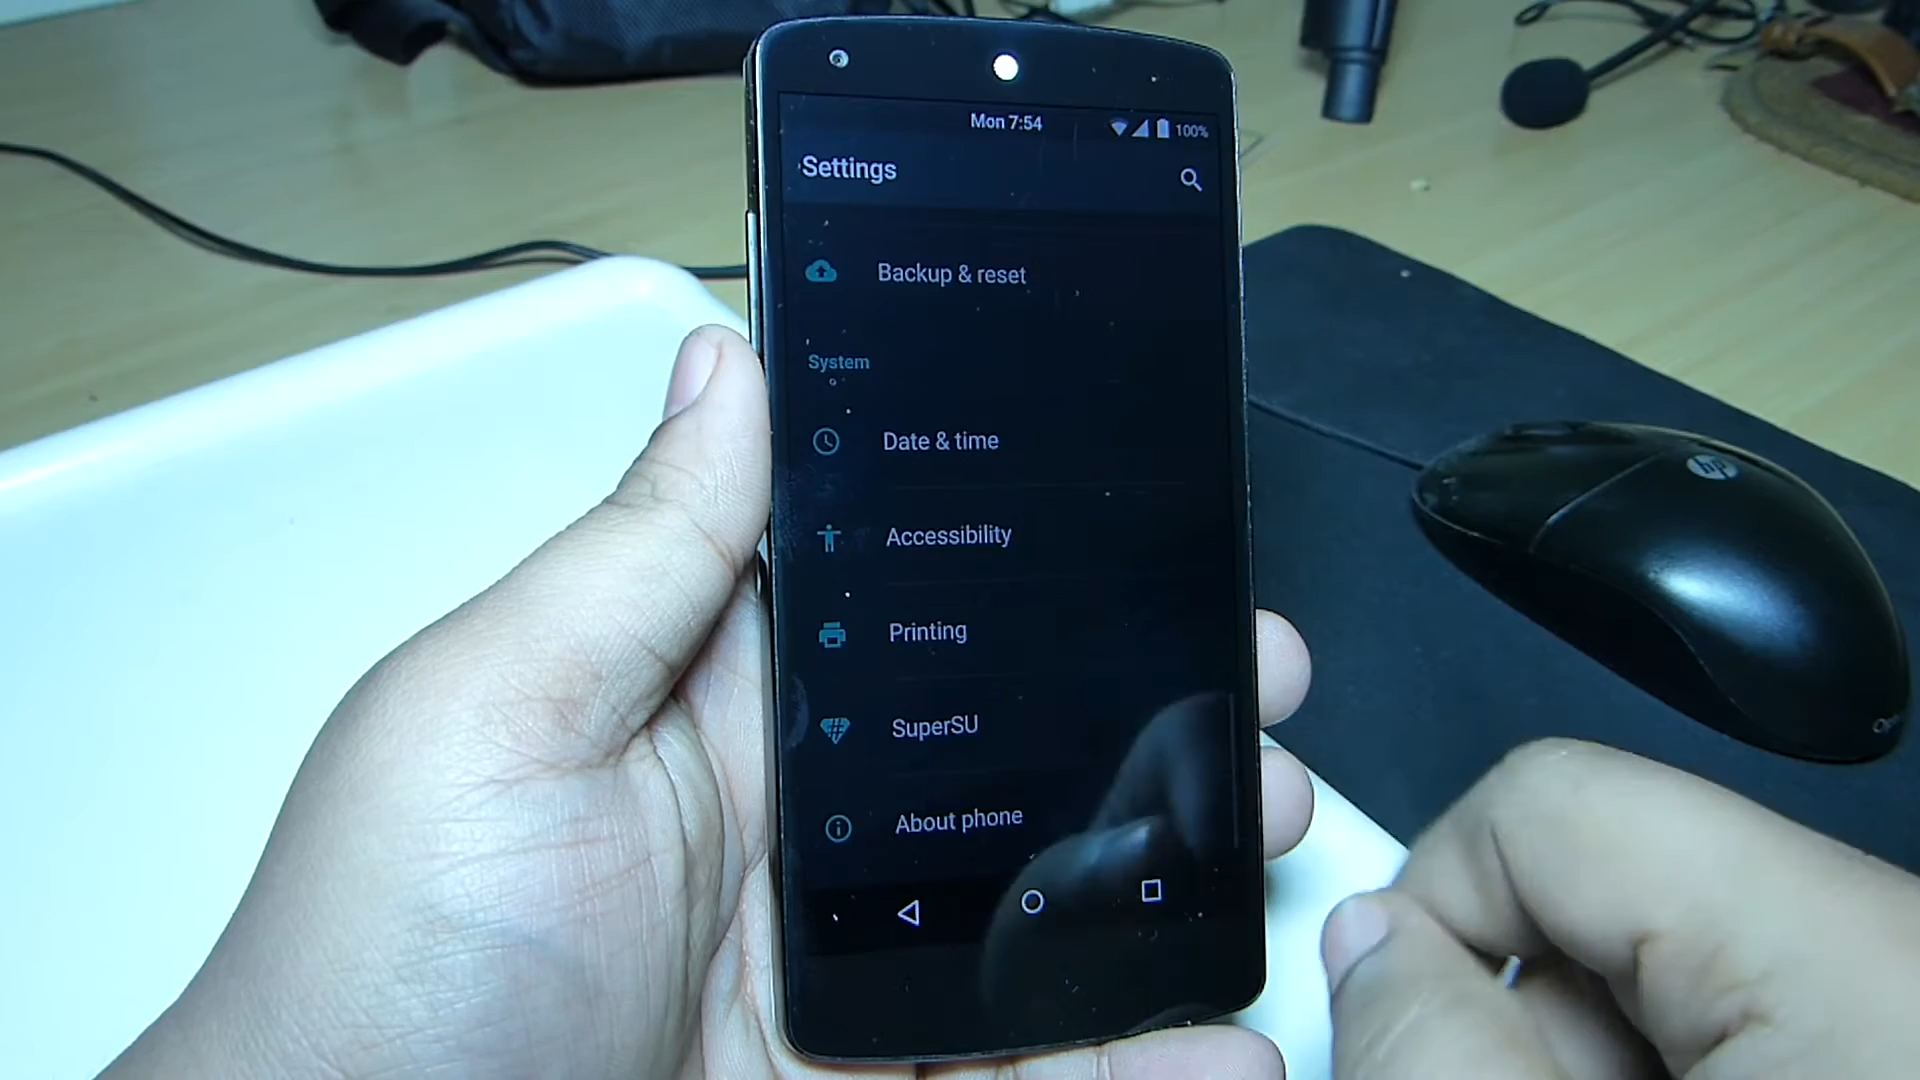 Mon 7:54
100%
Settings
Backup & reset
System
Date & time
Accessibility
Printing
SuperSU
About phone
hp